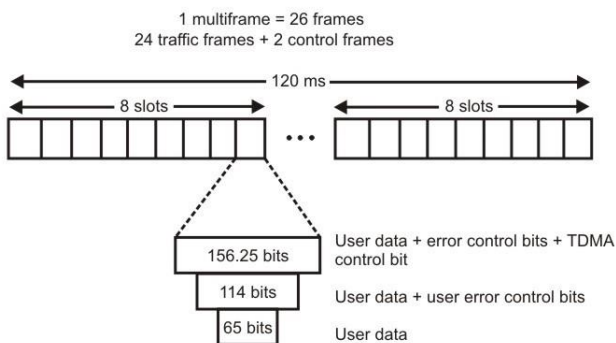 1 multiframe = 26 frames
24 traffic frames + 2 control frames
120 ms
8 slots
8 slots
156.25 bits
User data + error control bits + TDMA
control bit
114 bits
User data + user error control bits
65 bits
User data